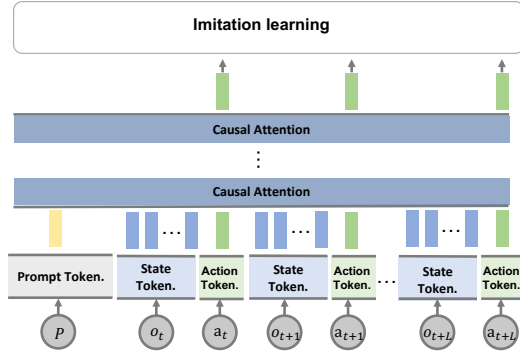 Imitation learning
Causal Attention
⋮
Causal Attention
... ... ...
Prompt Token. State Token. Action Token. State Token. Action Token. ... State Token. Action Token.
P o_t a_t o_{t+1} a_{t+1} o_{t+L} a_{t+L}